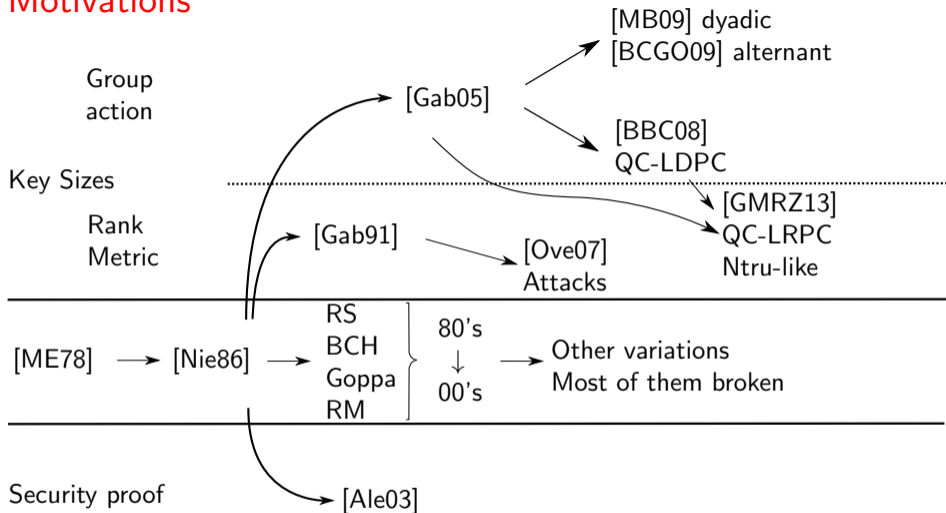 Motivations
[MB09] dyadic
[BCGO09] alternant
Group
action
[Gab05]
[BBC08]
QC-LDPC
Key Sizes
[GMRZ13]
QC-LRPC
Ntru-like
Rank
Metric
[Gab91]
[Ove07]
Attacks
[ME78]
[Nie86]
RS
BCH
Goppa
RM
80's
00's
Other variations
Most of them broken
Security proof
[Ale03]